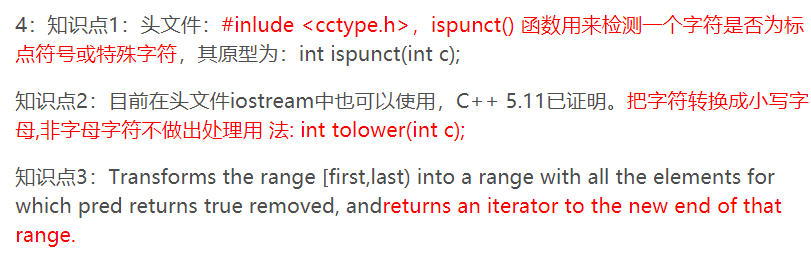 4：知识点1：头文件：#inlude <cctype.h>，ispunct() 函数用来检测一个字符是否为标
点符号或特殊字符，其原型为：int ispunct(int c);
知识点2：目前在头文件iostream中也可以使用，C++ 5.11已证明。把字符转换成小写字
母,非字母字符不做出处理用 法: int tolower(int c);
知识点3：Transforms the range [first,last) into a range with all the elements for
which pred returns true removed, andreturns an iterator to the new end of that
range.